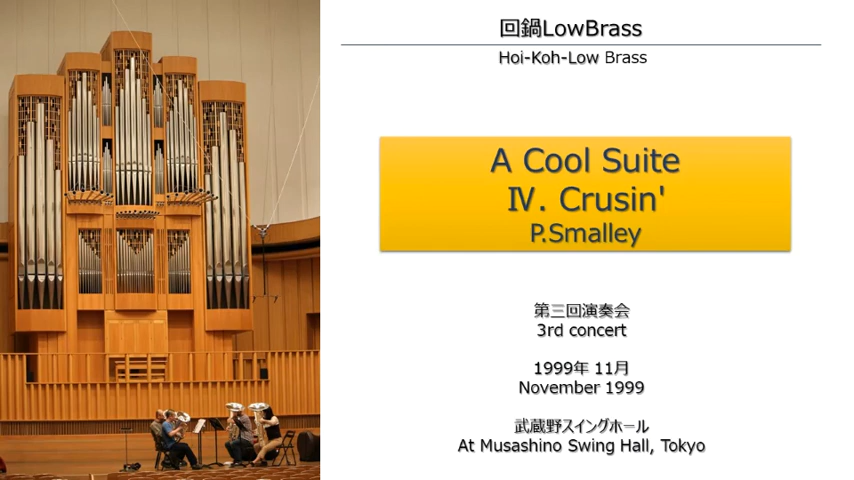 回鍋LowBrass
Hoi-Koh-Low Brass
A Cool Suite
Ⅳ. Crusin'
P.Smalley
第三回演奏会
3rd concert
1999年 11月
November 1999
武蔵野スイングホール
At Musashino Swing Hall, Tokyo